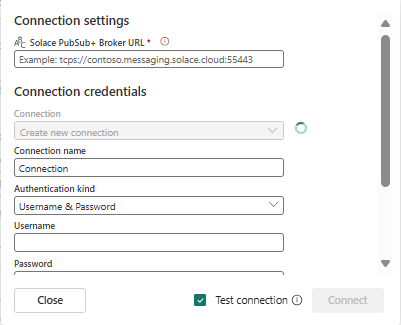 Connection settings
Solace PubSub+ Broker URL *
Example: tcps://contoso.messaging.solace.cloud:55443
Connection credentials
Connection
Create new connection
Connection name
Connection
Authentication kind
Username & Password
Username
Password
Close
Test connection
Connect